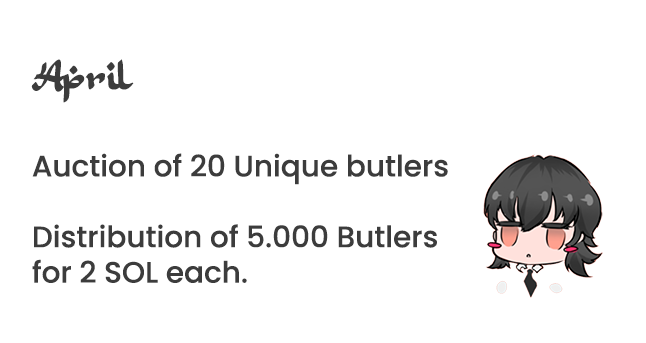 April
Auction of 20 Unique butlers
Distribution of 5.000 Butlers
for 2 SOL each.